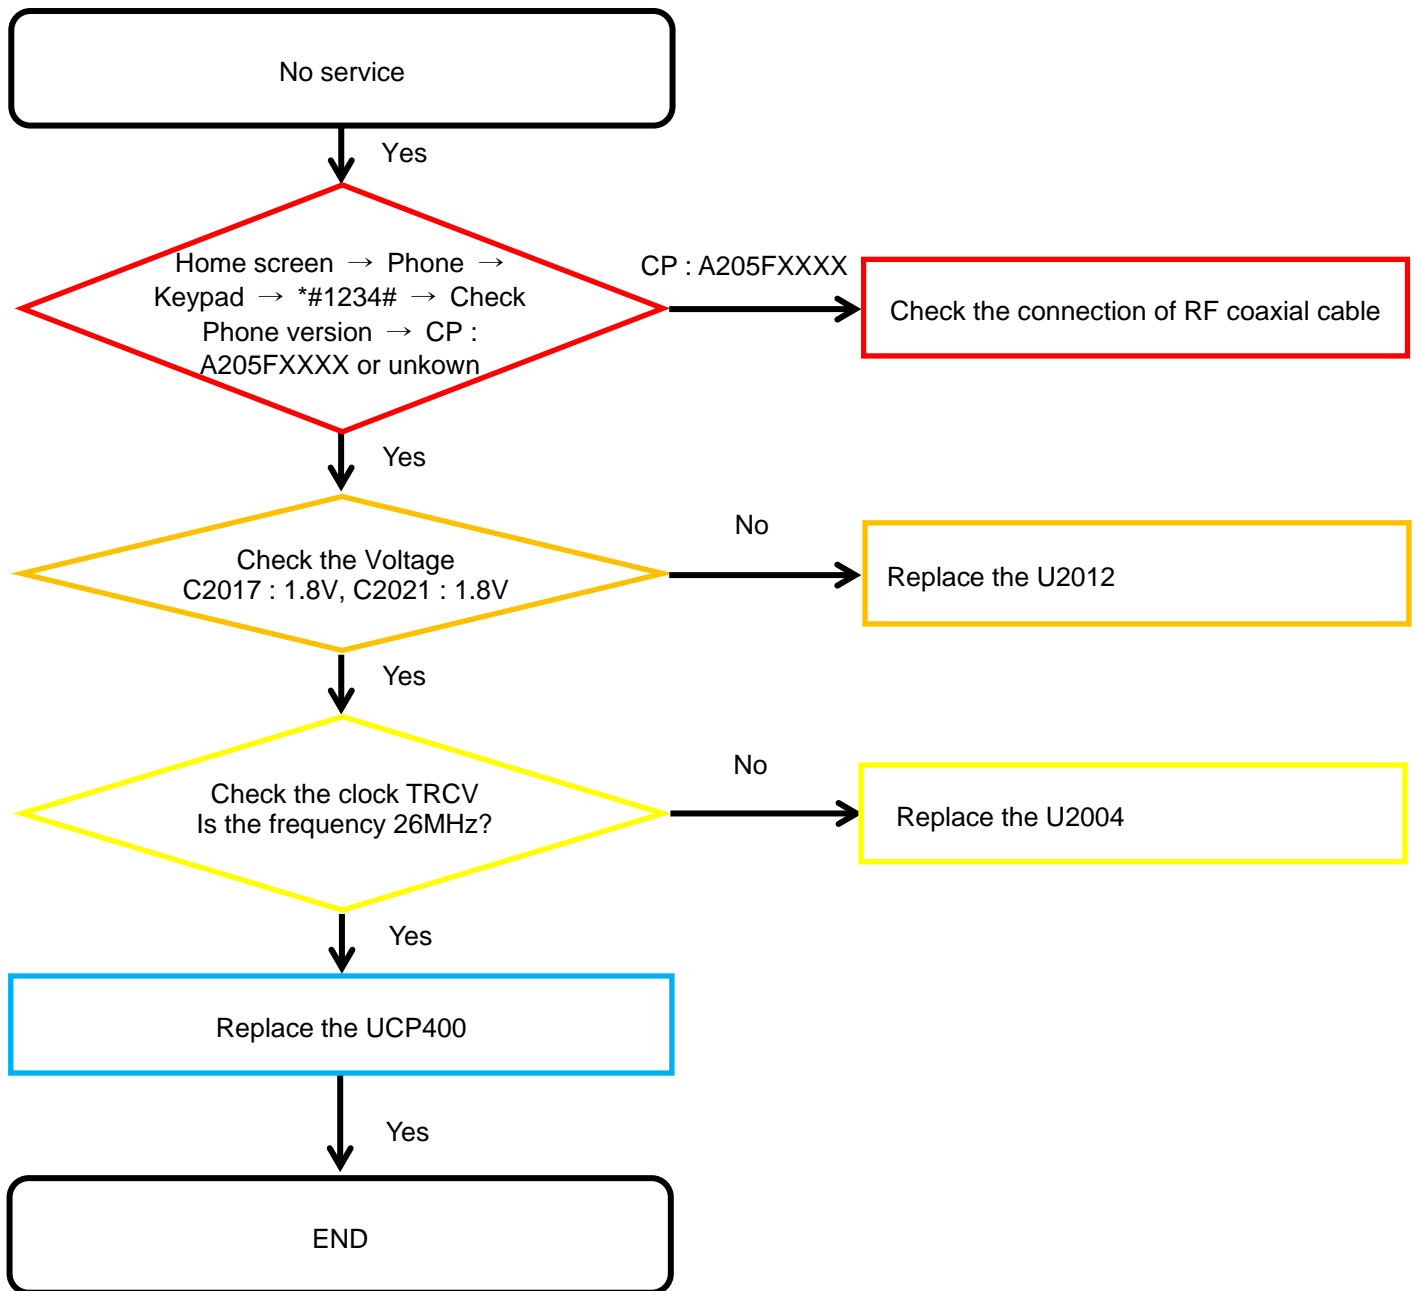 No service
Yes
Home screen → Phone →
Keypad → *#1234# → Check
Phone version → CP :
A205FXXXX or unkown
CP : A205FXXXX
Check the connection of RF coaxial cable
Yes
Check the Voltage
C2017 : 1.8V, C2021 : 1.8V
No
Replace the U2012
Yes
Check the clock TRCV
Is the frequency 26MHz?
No
Replace the U2004
Yes
Replace the UCP400
Yes
END